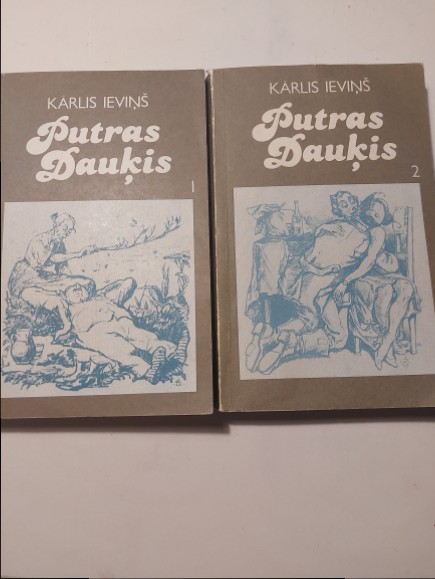 KĀRLIS IEVIŅŠ
Putras
Dauķis
1
KĀRLIS IEVIŅŠ
Putras
Dauķis
2